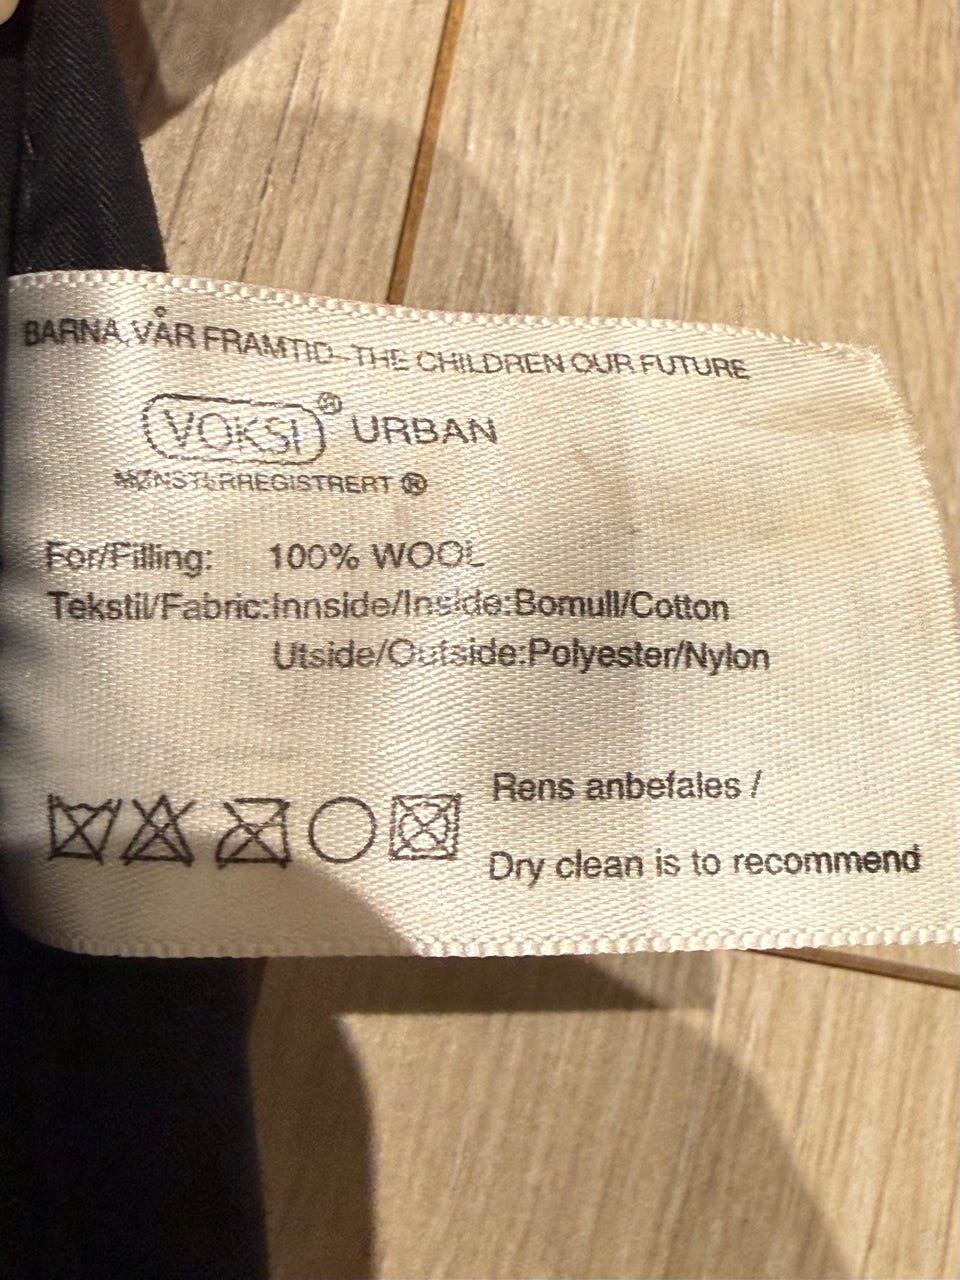 BARNA, VÅR FRAMTID-THE CHILDREN OUR FUTURE
VOKSI® URBAN
MØNSTERREGISTRERT ®
For/Filling: 100% WOOL
Tekstil/Fabric:Innside/Inside:Bomull/Cotton
Utside/Outside:Polyester/Nylon
Rens anbefales /
Dry clean is to recommend